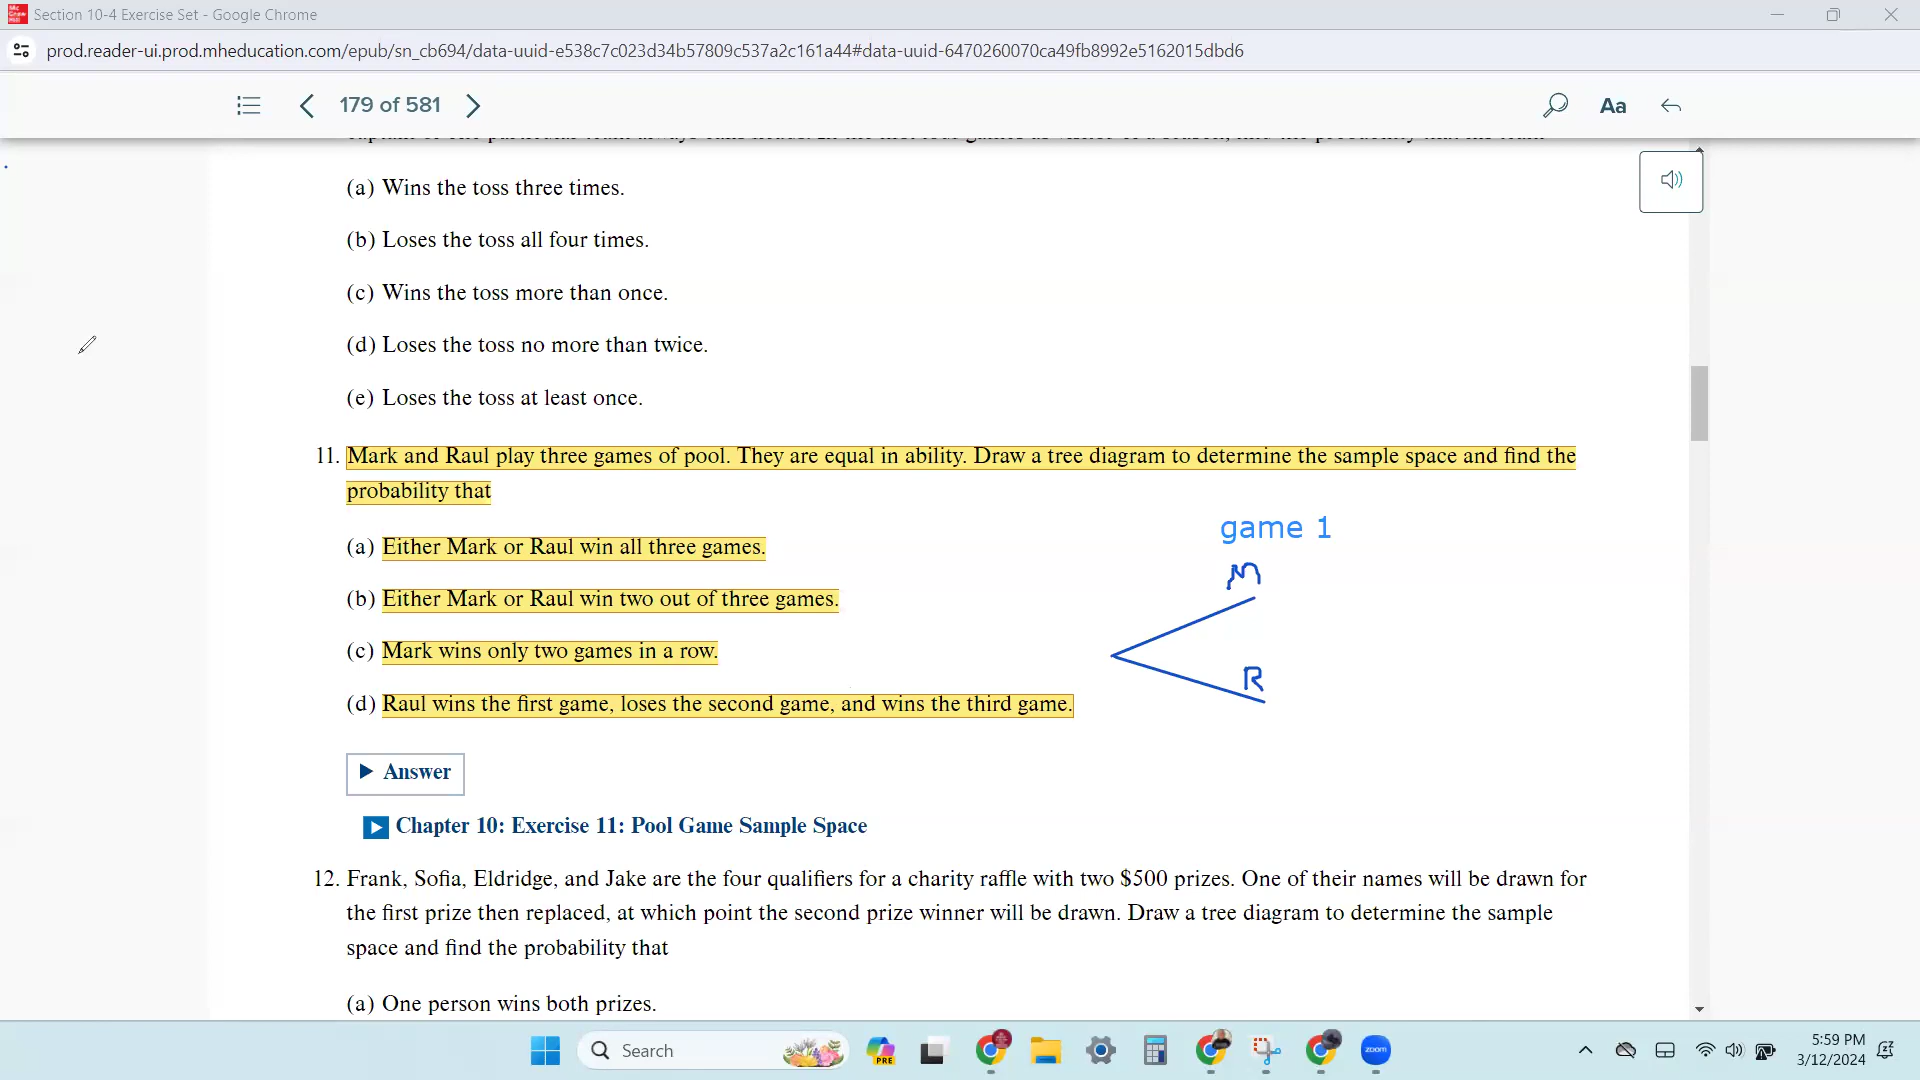 Section 10-4 Exercise Set - Google Chrome
prod.reader-ui.prod.mheducation.com/epub/sn_cb694/data-uuid-e538c7c023d34b57809c537a2c161a44#data-uuid-6470260070ca49fb8992e5162015dbd6
179 of 581
Aa
(a) Wins the toss three times.
(b) Loses the toss all four times.
(c) Wins the toss more than once.
(d) Loses the toss no more than twice.
(e) Loses the toss at least once.
11. Mark and Raul play three games of pool. They are equal in ability. Draw a tree diagram to determine the sample space and find the
probability that
game 1
(a) Either Mark or Raul win all three games.
M
(b) Either Mark or Raul win two out of three games.
(c) Mark wins only two games in a row.
R
(d) Raul wins the first game, loses the second game, and wins the third game.
Answer
Chapter 10: Exercise 11: Pool Game Sample Space
12. Frank, Sofia, Eldridge, and Jake are the four qualifiers for a charity raffle with two $500 prizes. One of their names will be drawn for
the first prize then replaced, at which point the second prize winner will be drawn. Draw a tree diagram to determine the sample
space and find the probability that
(a) One person wins both prizes.
Search
PRE
zoom
5:59 PM
3/12/2024